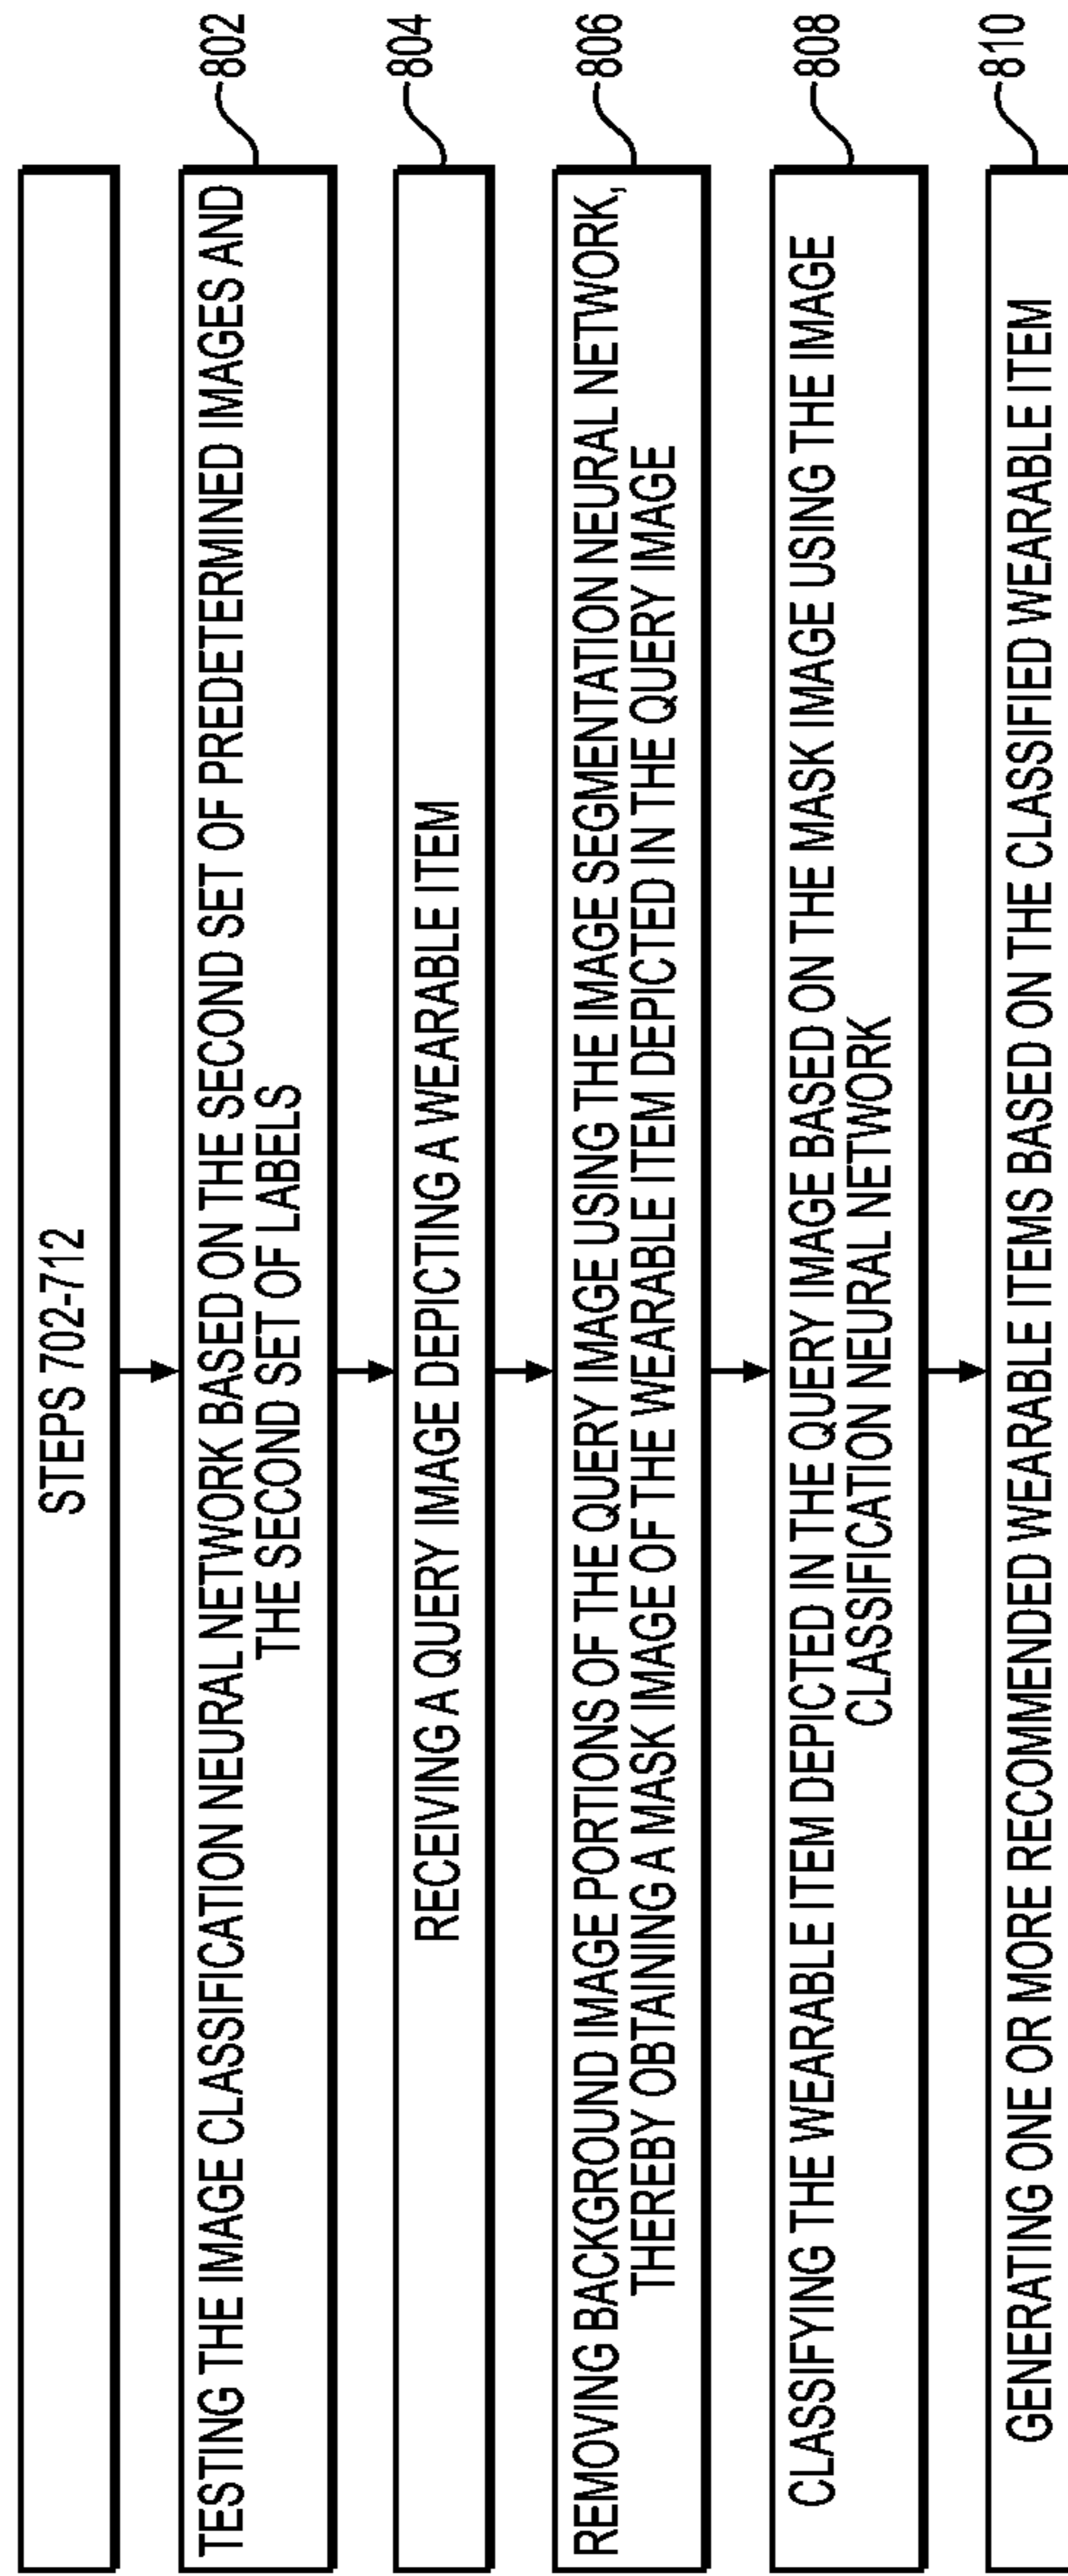 STEPS 702-712
TESTING THE IMAGE CLASSIFICATION NEURAL NETWORK BASED ON THE SECOND SET OF PREDETERMINED IMAGES AND
THE SECOND SET OF LABELS
802
RECEIVING A QUERY IMAGE DEPICTING A WEARABLE ITEM
804
REMOVING BACKGROUND IMAGE PORTIONS OF THE QUERY IMAGE USING THE IMAGE SEGMENTATION NEURAL NETWORK,
THEREBY OBTAINING A MASK IMAGE OF THE WEARABLE ITEM DEPICTED IN THE QUERY IMAGE
806
CLASSIFYING THE WEARABLE ITEM DEPICTED IN THE QUERY IMAGE BASED ON THE MASK IMAGE USING THE IMAGE
CLASSIFICATION NEURAL NETWORK
808
GENERATING ONE OR MORE RECOMMENDED WEARABLE ITEMS BASED ON THE CLASSIFIED WEARABLE ITEM
810